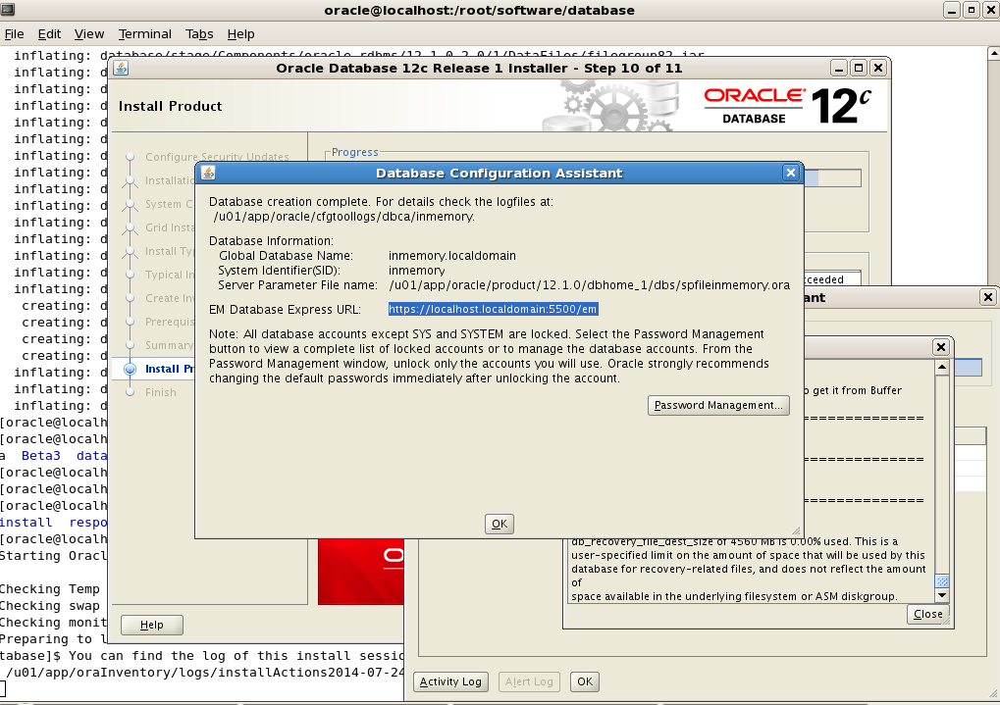 oracle@localhost:/root/software/database
File Edit View Terminal Tabs Help
inflating: database/stage/Components/oracle.rdbms/12.1.0.2.0/1/DataFiles/filegroup82.jar
inflating: d
inflating: d
inflating: d
inflating: d
inflating: d
inflating: d
inflating: d
inflating: d
inflating: d
inflating: d
inflating: d
inflating: d
inflating: d
inflating: d
creating: d
creating: d
creating: d
creating: d
inflating: d
inflating: d
inflating: d
[oracle@localh
[oracle@localh
a Beta3 data
[oracle@localh
[oracle@localh
[oracle@localh
install respo
[oracle@localh
Starting Oracl
Checking Temp
Checking swap
Checking monit
Preparing to l
tabase]$ You can find the log of this install sessio
/u01/app/oraInventory/logs/installActions2014-07-24
Oracle Database 12c Release 1 Installer - Step 10 of 11
Install Product
ORACLE
DATABASE
12c
Configure Security Updates
Installatio
System C
Grid Insta
Install Typ
Typical In
Create Inv
Prerequis
Summary
Install Pr
Finish
Progress
cceeded
Help
Database Configuration Assistant
Database creation complete. For details check the logfiles at:
/u01/app/oracle/cfgtoollogs/dbca/inmemory.
Database Information:
Global Database Name: inmemory.localdomain
System Identifier(SID): inmemory
Server Parameter File name: /u01/app/oracle/product/12.1.0/dbhome_1/dbs/spfileinmemory.ora
EM Database Express URL: https://localhost.localdomain:5500/em
Note: All database accounts except SYS and SYSTEM are locked. Select the Password Management
button to view a complete list of locked accounts or to manage the database accounts. From the
Password Management window, unlock only the accounts you will use. Oracle strongly recommends
changing the default passwords immediately after unlocking the account.
Password Management...
OK
ant
o get it from Buffer
===============
===============
===============
db_recovery_file_dest_size of 4560 MB is 0.00% used. This is a
user-specified limit on the amount of space that will be used by this
database for recovery-related files, and does not reflect the amount
of
space available in the underlying filesystem or ASM diskgroup.
Close
Activity Log
Alert Log
OK